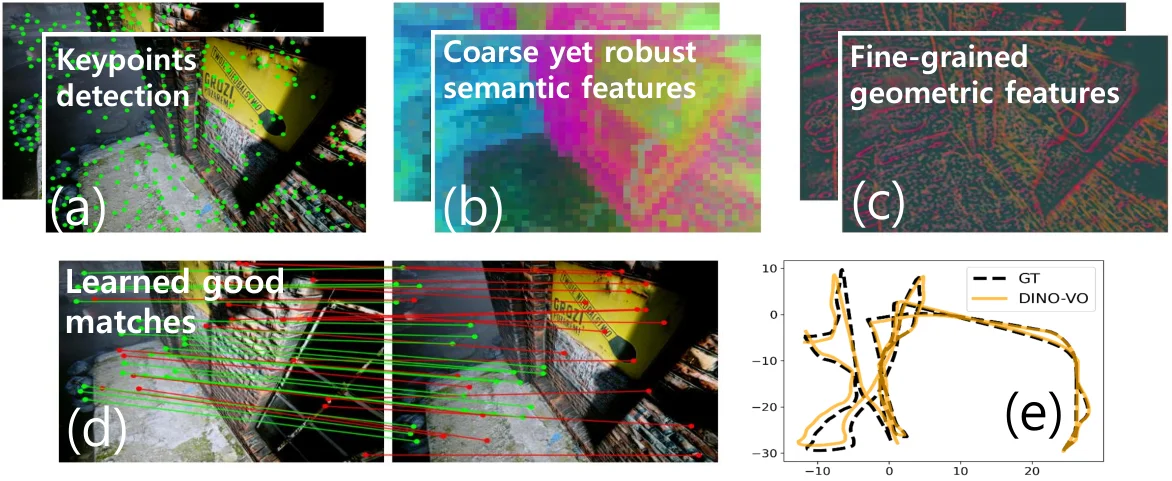 Keypoints
detection
GROZI
(a)
Coarse yet robust
semantic features
(b)
Fine-grained
geometric features
(c)
Learned good
matches
GROZI
(d)
10
0
−10
−20
−30
−10
0
10
20
GT
DINO-VO
(e)